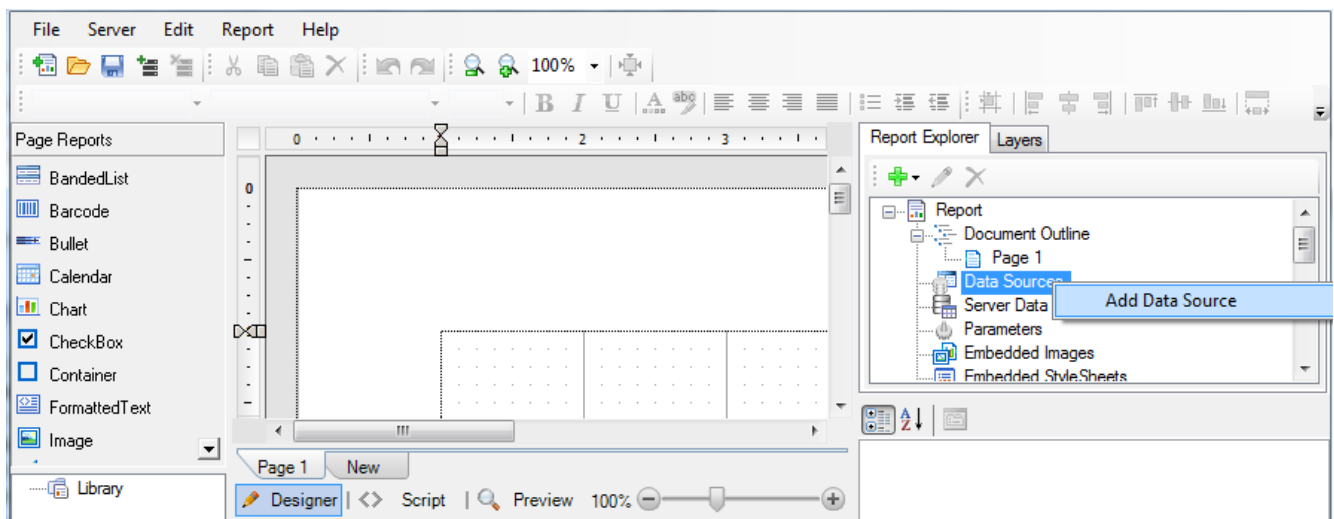 File Server Edit Report Help
100%
B I U A abc
Page Reports
BandedList
Barcode
Bullet
Calendar
Chart
CheckBox
Container
FormattedText
Image
Library
0 2 3
0
Page 1 New
Designer Script Preview 100%
Report Explorer Layers
Report
Document Outline
Page 1
Data Sources
Add Data Source
Server Data
Parameters
Embedded Images
Embedded StyleSheets
A
Z